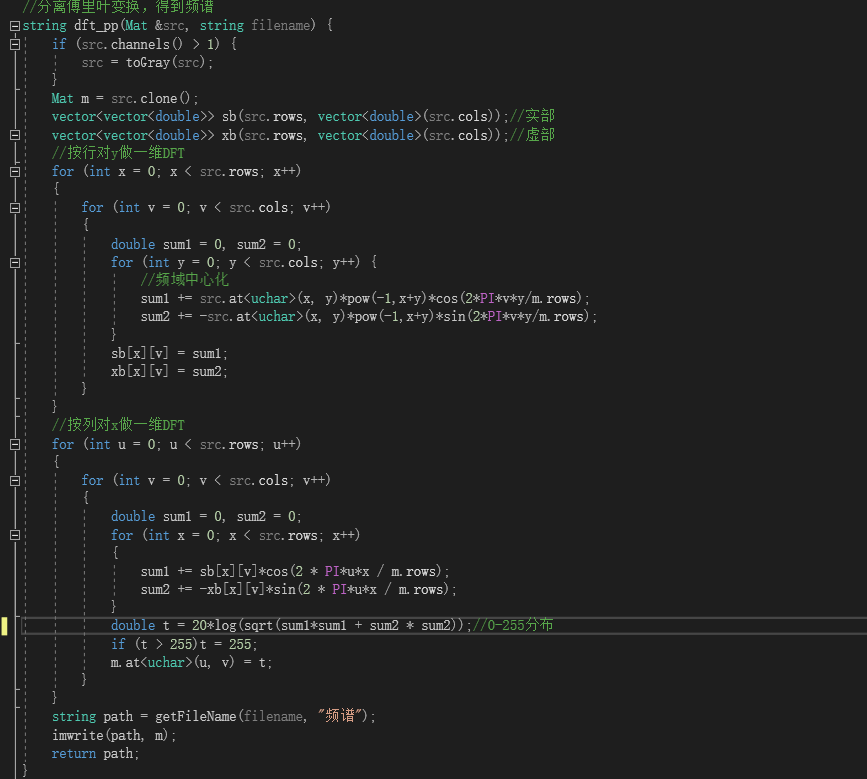 //分离傅里叶变换，得到频谱
string dft_pp(Mat &src, string filename) {
    if (src.channels() > 1) {
        src = toGray(src);
    }
    Mat m = src.clone();
    vector<vector<double>> sb(src.rows, vector<double>(src.cols));//实部
    vector<vector<double>> xb(src.rows, vector<double>(src.cols));//虚部
    //按行对y做一维DFT
    for (int x = 0; x < src.rows; x++)
    {
        for (int v = 0; v < src.cols; v++)
        {
            double sum1 = 0, sum2 = 0;
            for (int y = 0; y < src.cols; y++) {
                //频域中心化
                sum1 += src.at<uchar>(x, y)*pow(-1,x+y)*cos(2*PI*v*y/m.rows);
                sum2 += -src.at<uchar>(x, y)*pow(-1,x+y)*sin(2*PI*v*y/m.rows);
            }
            sb[x][v] = sum1;
            xb[x][v] = sum2;
        }
    }
    //按列对x做一维DFT
    for (int u = 0; u < src.rows; u++)
    {
        for (int v = 0; v < src.cols; v++)
        {
            double sum1 = 0, sum2 = 0;
            for (int x = 0; x < src.rows; x++)
            {
                sum1 += sb[x][v]*cos(2 * PI*u*x / m.rows);
                sum2 += -xb[x][v]*sin(2 * PI*u*x / m.rows);
            }
            double t = 20*log(sqrt(sum1*sum1 + sum2 * sum2));//0-255分布
            if (t > 255)t = 255;
            m.at<uchar>(u, v) = t;
        }
    }
    string path = getFileName(filename, "频谱");
    imwrite(path, m);
    return path;
}